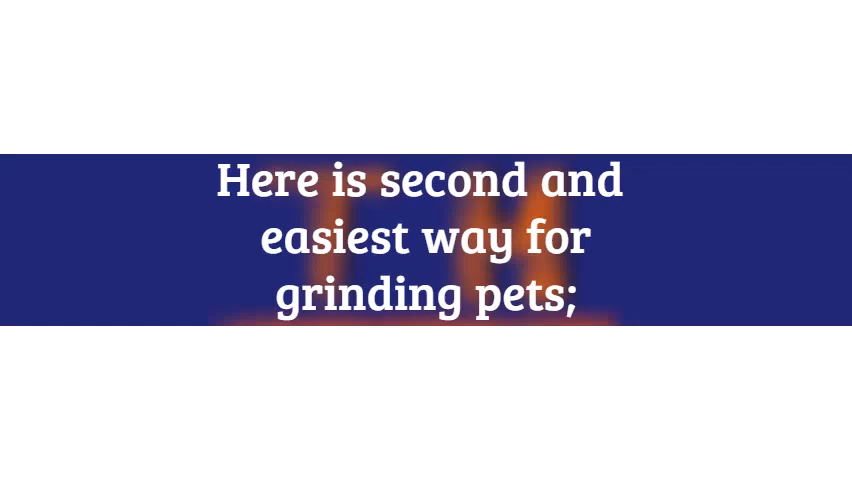 Here is second and
easiest way for
grinding pets;